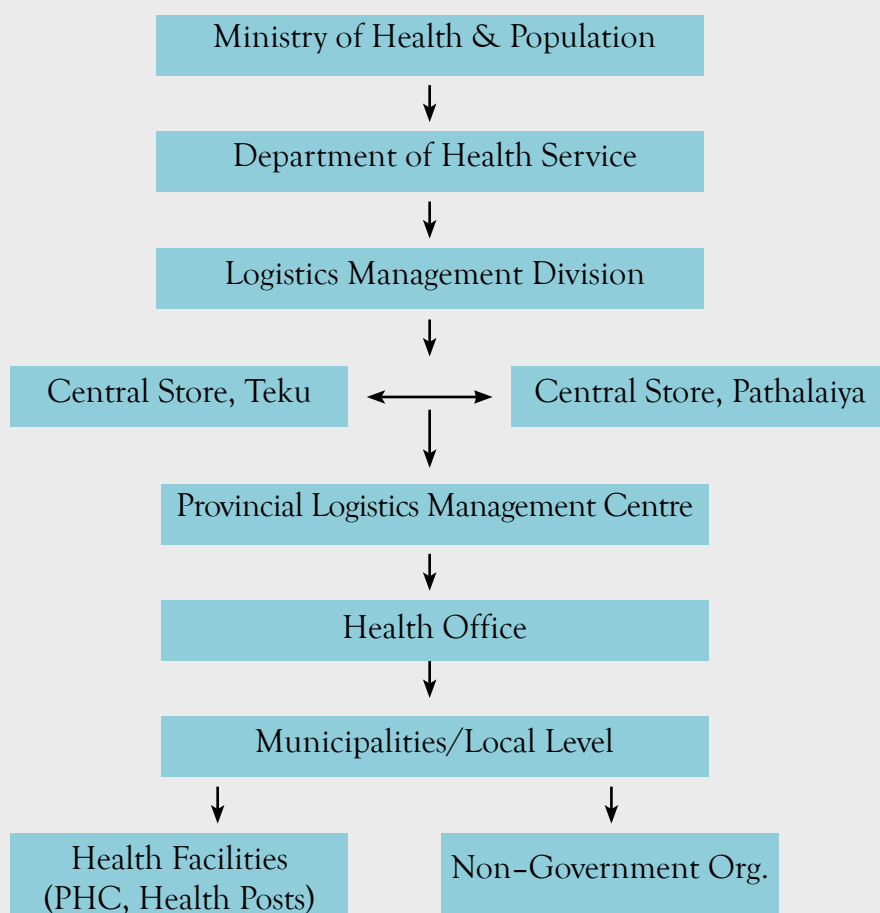 Ministry of Health & Population
Department of Health Service
Logistics Management Division
Central Store, Teku
Central Store, Pathalaiya
Provincial Logistics Management Centre
Health Office
Municipalities/Local Level
Health Facilities
(PHC, Health Posts)
Non-Government Org.